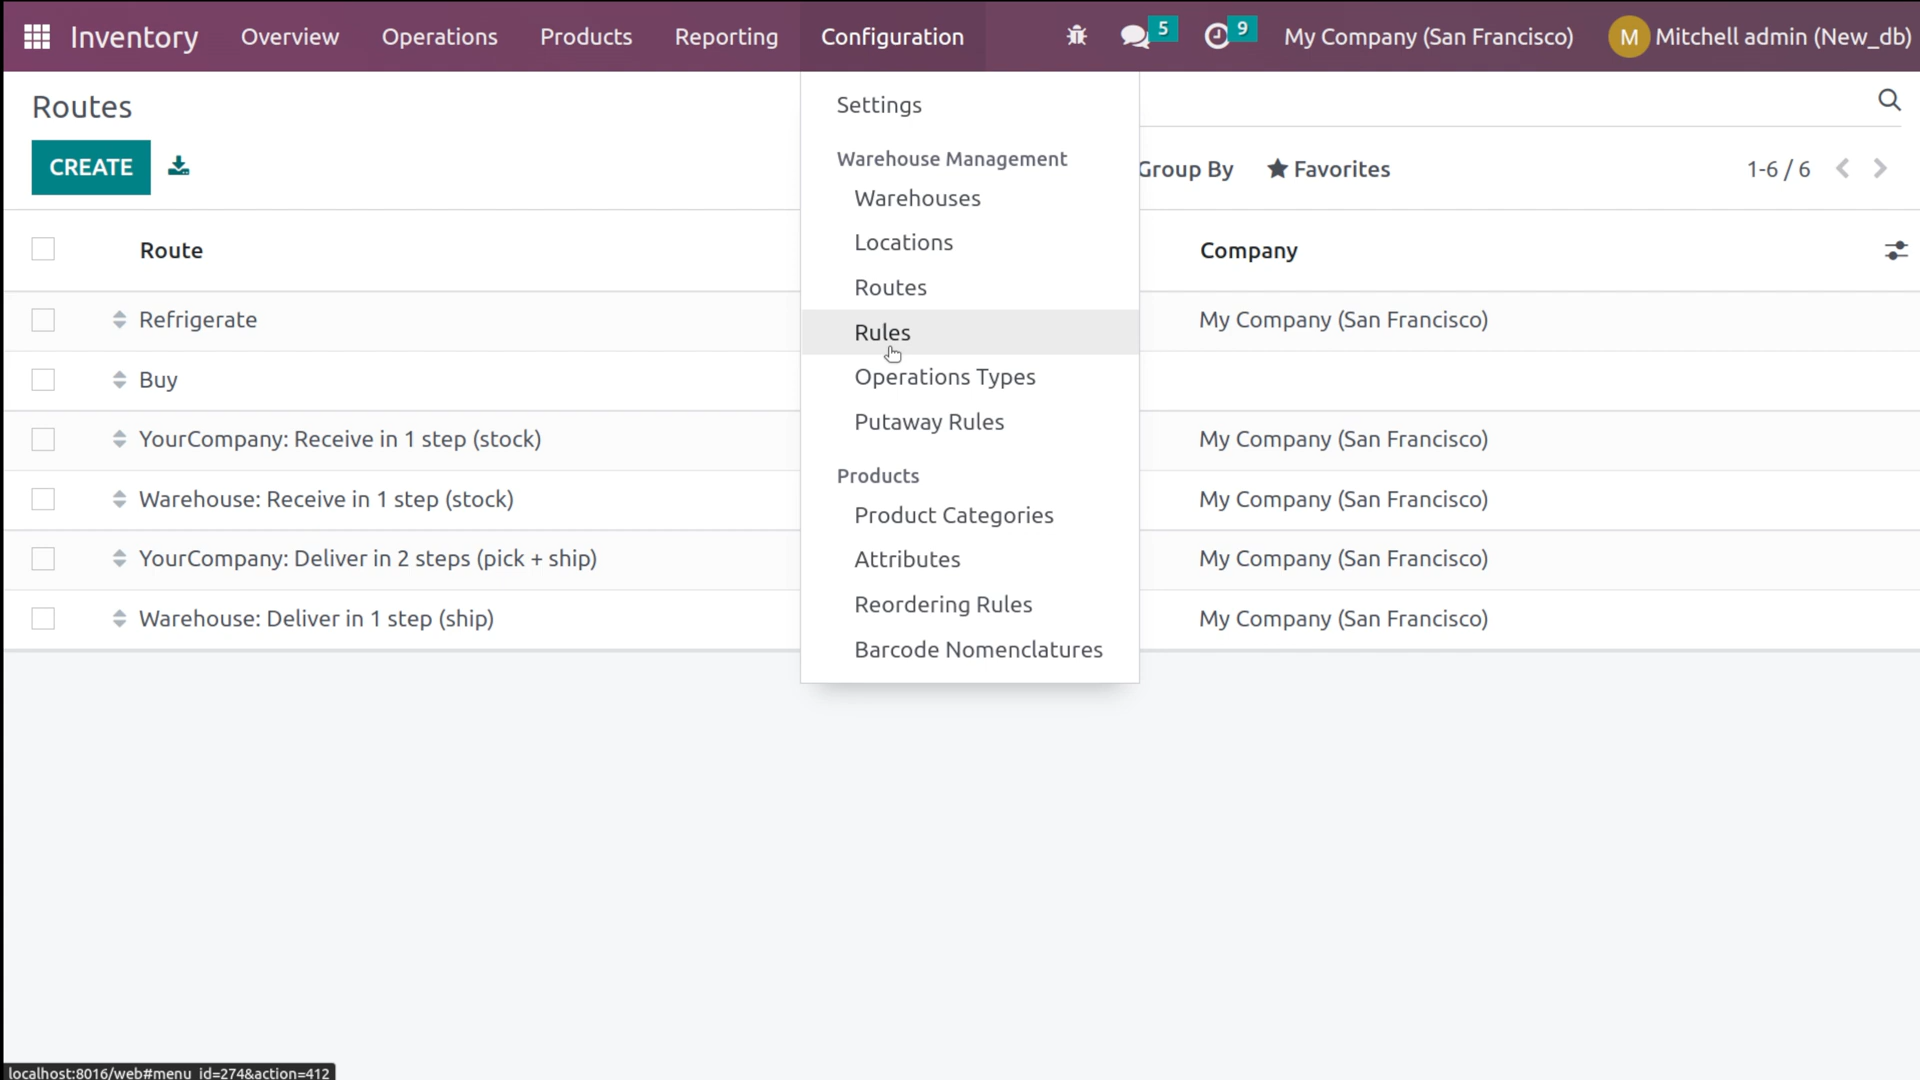 Inventory Overview Operations Products Reporting Configuration 5 9 My Company (San Francisco) M Mitchell admin (New_db)
Routes
CREATE
Group By Favorites 1-6 / 6
Settings
Warehouse Management
Warehouses
Locations
Routes
Rules
Operations Types
Putaway Rules
Products
Product Categories
Attributes
Reordering Rules
Barcode Nomenclatures
Route Company
Refrigerate My Company (San Francisco)
Buy
YourCompany: Receive in 1 step (stock) My Company (San Francisco)
Warehouse: Receive in 1 step (stock) My Company (San Francisco)
YourCompany: Deliver in 2 steps (pick + ship) My Company (San Francisco)
Warehouse: Deliver in 1 step (ship) My Company (San Francisco)
localhost:8016/web#menu_id=274&action=412